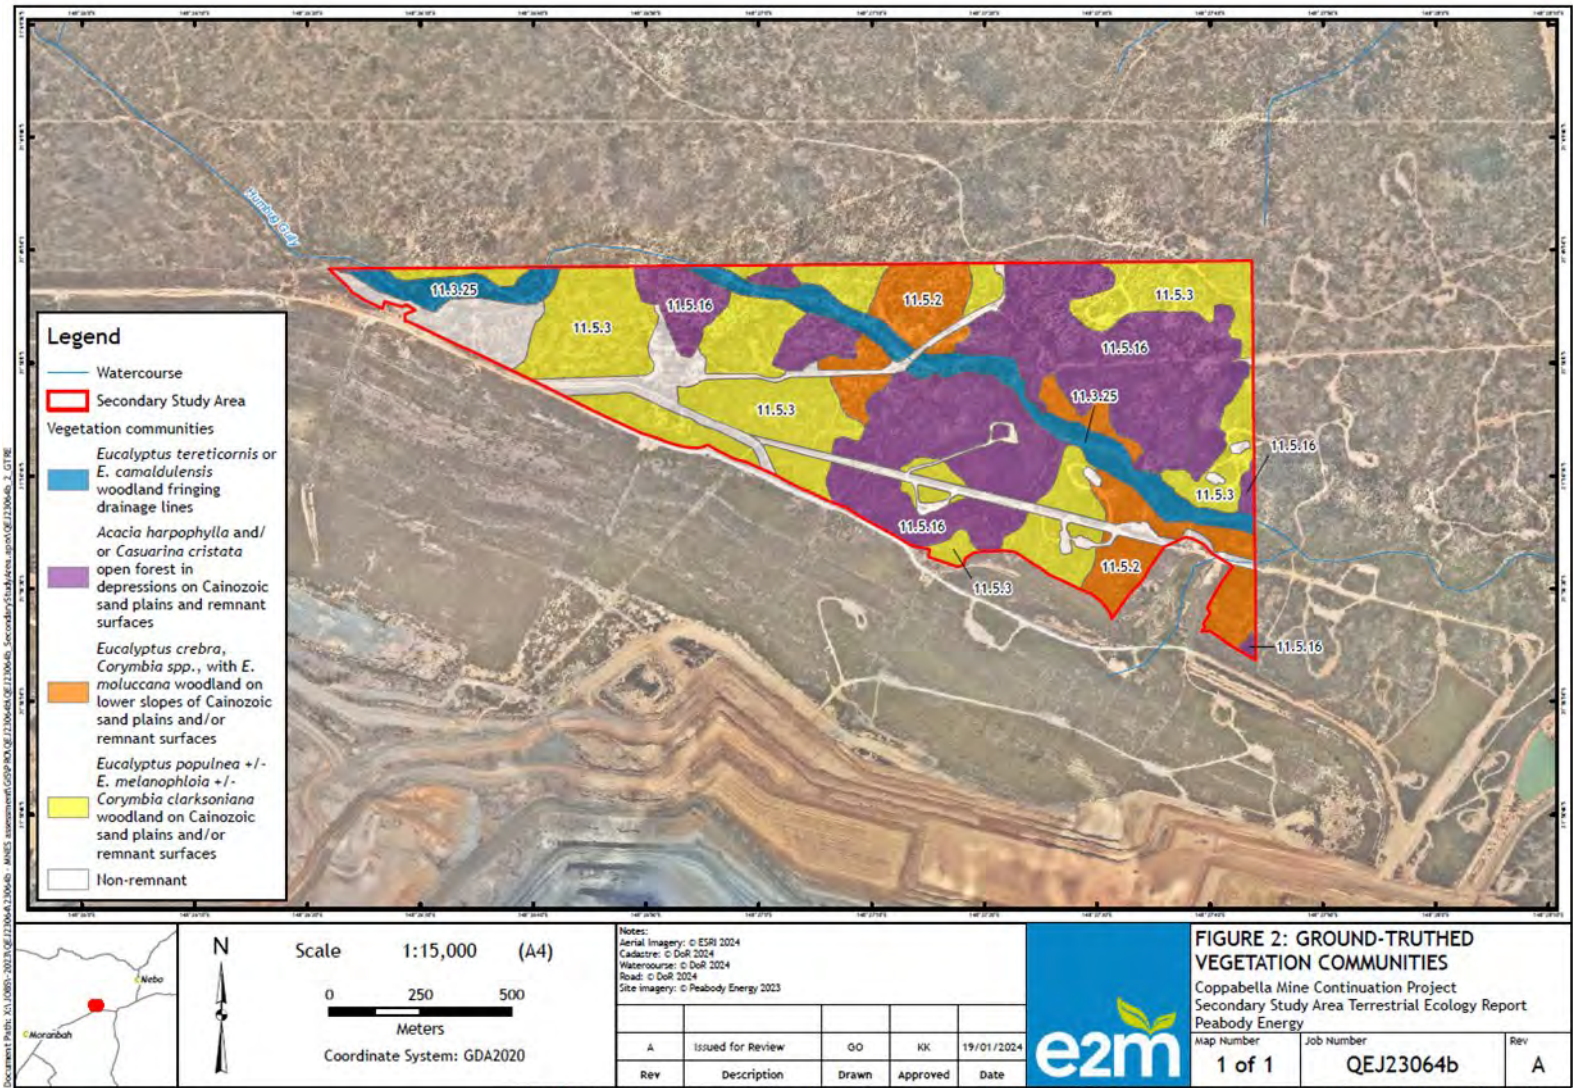 Humbug Gully
11.3.25
11.5.3
11.5.16
11.5.2
11.5.3
11.5.16
11.3.25
11.5.3
11.5.16
11.5.3
11.5.16
11.5.2
11.5.3
11.5.16
Legend
Watercourse
Secondary Study Area
Vegetation communities
Eucalyptus tereticornis or
E. camaldulensis
woodland fringing
drainage lines
Acacia harpophylla and/
or Casuarina cristata
open forest in
depressions on Cainozoic
sand plains and remnant
surfaces
Eucalyptus crebra,
Corymbia spp., with E.
moluccana woodland on
lower slopes of Cainozoic
sand plains and/or
remnant surfaces
Eucalyptus populnea +/-
E. melanophloia +/-
Corymbia clarksoniana
woodland on Cainozoic
sand plains and/or
remnant surfaces
Non-remnant
Nebo
Moranbah
N
Scale 1:15,000 (A4)
0 250 500
Meters
Coordinate System: GDA2020
Notes:
Aerial Imagery: © ESRI 2024
Cadastre: © DoR 2024
Watercourse: © DoR 2024
Road: © DoR 2024
Site imagery: © Peabody Energy 2023
A Issued for Review GO KK 19/01/2024
Rev Description Drawn Approved Date
e2m
FIGURE 2: GROUND-TRUTHED
VEGETATION COMMUNITIES
Coppabella Mine Continuation Project
Secondary Study Area Terrestrial Ecology Report
Peabody Energy
Map Number Job Number Rev
1 of 1 QEJ23064b A